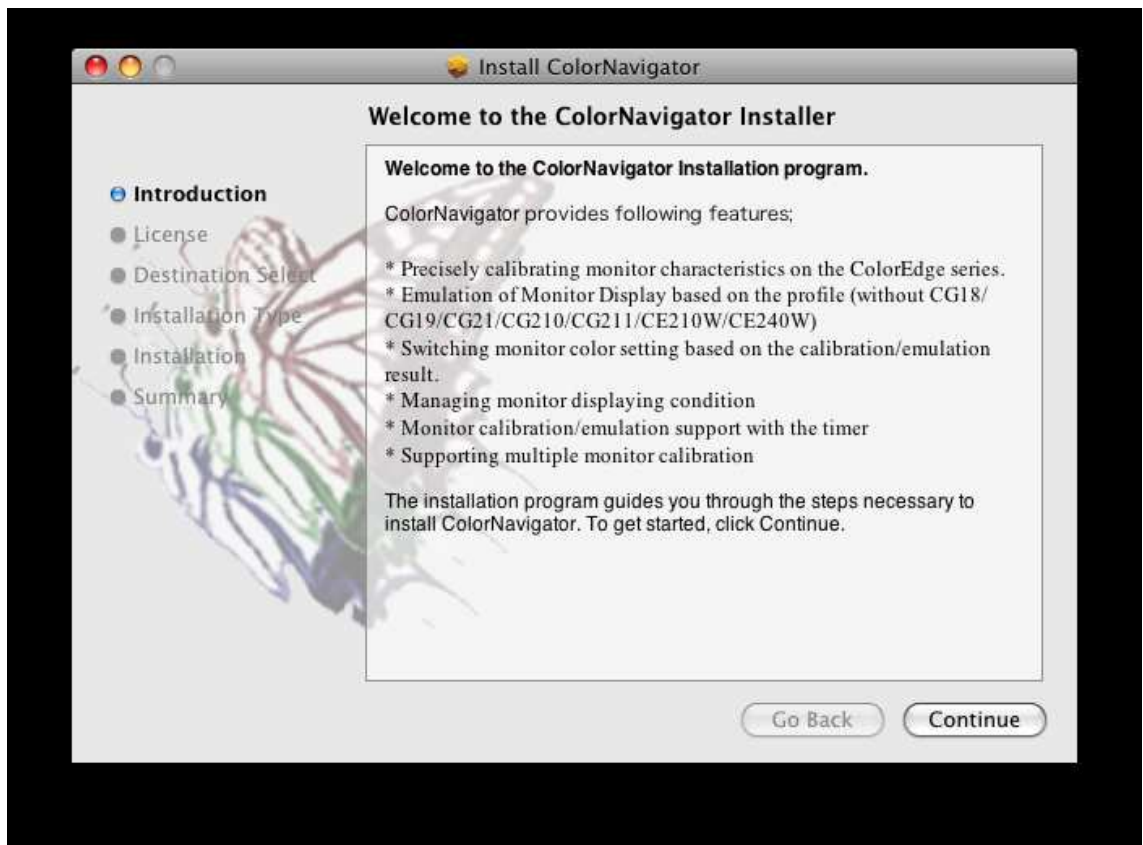 Install ColorNavigator
Welcome to the ColorNavigator Installer
Introduction
License
Destination Select
Installation Type
Installation
Summary
Welcome to the ColorNavigator Installation program.
ColorNavigator provides following features;
* Precisely calibrating monitor characteristics on the ColorEdge series.
* Emulation of Monitor Display based on the profile (without CG18/
CG19/CG21/CG210/CG211/CE210W/CE240W)
* Switching monitor color setting based on the calibration/emulation
result.
* Managing monitor displaying condition
* Monitor calibration/emulation support with the timer
* Supporting multiple monitor calibration
The installation program guides you through the steps necessary to
install ColorNavigator. To get started, click Continue.
Go Back
Continue